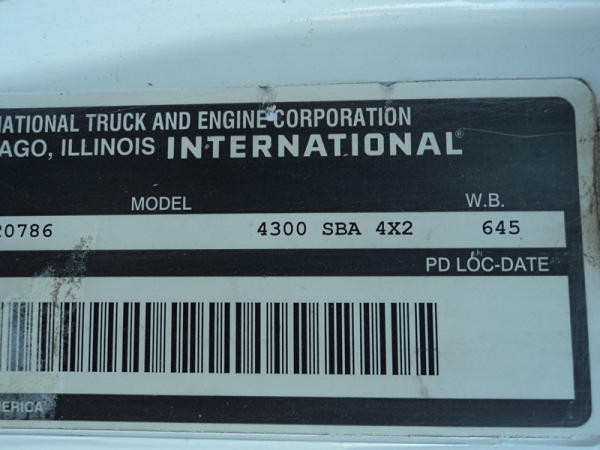 NATIONAL TRUCK AND ENGINE CORPORATION
AGO, ILLINOIS INTERNATIONAL®
MODEL W.B.
20786 4300 SBA 4X2 645
PD LOC-DATE
MERICA